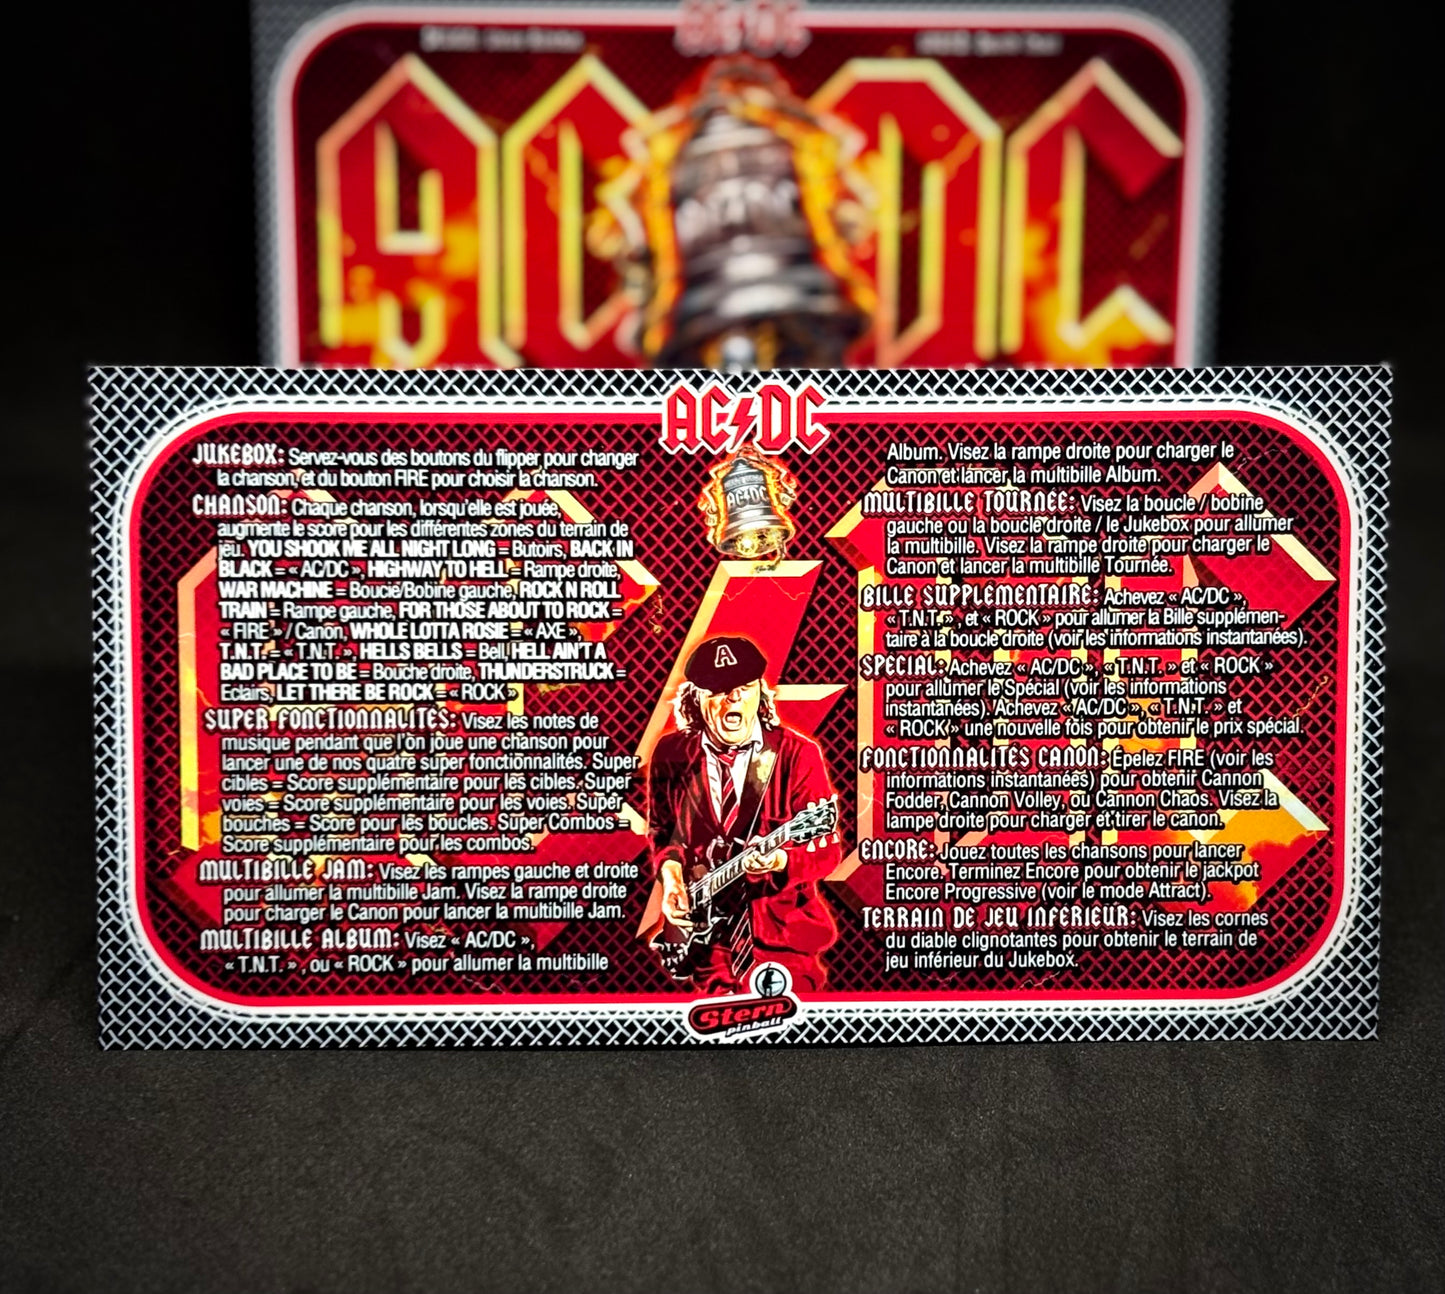 AC/DC
AC/DC
JUKEBOX: Servez-vous des boutons du flipper pour changer
la chanson, et du bouton FIRE pour choisir la chanson.
CHANSON: Chaque chanson, lorsqu'elle est jouée,
augmente le score pour les différentes zones du terrain de
jeu. YOU SHOOK ME ALL NIGHT LONG = Butoirs, BACK IN
BLACK = « AC/DC », HIGHWAY TO HELL = Rampe droite,
WAR MACHINE = Boucle/Bobine gauche, ROCK N ROLL
TRAIN = Rampe gauche, FOR THOSE ABOUT TO ROCK =
« FIRE » / Canon, WHOLE LOTTA ROSIE = « AXE »,
T.N.T. = « T.N.T. », HELLS BELLS = Bell, HELL AIN'T A
BAD PLACE TO BE = Bouche droite, THUNDERSTRUCK =
Eclairs, LET THERE BE ROCK = « ROCK »
SUPER FONCTIONNALITÉS: Visez les notes de
musique pendant que l'ôn joue une chanson pour
lancer une de nos quatre super fonctionnalités. Super
cibles = Score supplémentaire pour les cibles. Super
voies = Score supplémentaire pour les voies. Super
bouches = Score pour lès boucles. Super Combos =
Score supplémentaire pour les combos.
MULTIBILLE JAM: Visez les rampes gauche et droite
pour allumer la multibille Jam. Visez la rampe droite
pour charger le Canon pour lancer la multibille Jam.
MULTIBILLE ALBUM: Visez « AC/DC »,
« T.N.T. » , ou « ROCK » pour allumer la multibille
Album. Visez la rampe droite pour charger le
Canon et lancer la multibille Album.
MULTIBILLE TOURNÉE: Visez la boucle / bobine
gauche ou la boucle droite / le Jukebox pour allumer
la multibille. Visez la rampe droite pour charger le
Canon et lancer la multibille Tournée.
BILLE SUPPLÉMENTAIRE: Achevez « AC/DC »,
« T.N.T. » , et « ROCK » pour allumer la Bille supplémen-
taire à la boucle droite (voir les informations instantanées).
SPÉCIAL: Achevez « AC/DC », « T.N.T. » et « ROCK »
pour allumer le Spécial (voir les informations
instantanées). Achevez « AC/DC », « T.N.T. » et
« ROCK » une nouvelle fois pour obtenir le prix spécial.
FONCTIONNALITÉS CANON: Épelez FIRE (voir les
informations instantanées) pour obtenir Cannon
Fodder, Cannon Volley, ou Cannon Chaos. Visez la
lampe droite pour charger et tirer le canon.
ENCORE: Jouez toutes les chansons pour lancer
Encore. Terminez Encore pour obtenir le jackpot
Encore Progressive (voir le mode Attract).
TERRAIN DE JEU INFÉRIEUR: Visez les cornes
du diable clignotantes pour obtenir le terrain de
jeu inférieur du Jukebox.
AC/DC
A
Stern
pinball